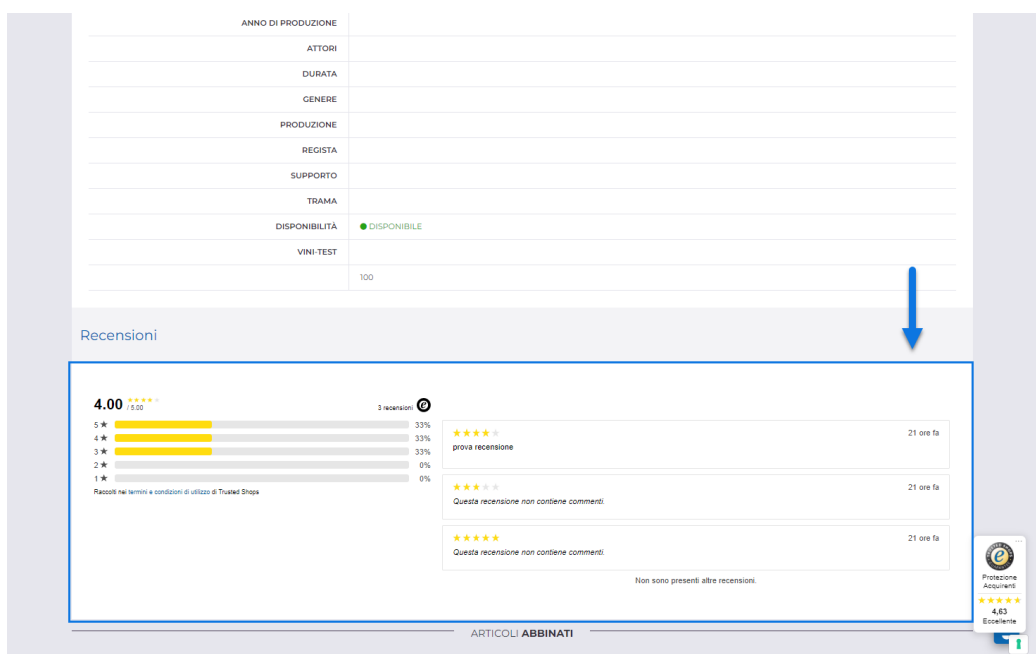 ANNO DI PRODUZIONE
ATTORI
DURATA
GENERE
PRODUZIONE
REGISTA
SUPPORTO
TRAMA
DISPONIBILITÀ DISPONIBILE
VINI-TEST
100
Recensioni
4.00 ★★★★★ / 5.00 3 recensioni e
5 ★ 33%
4 ★ 33%
3 ★ 33%
2 ★ 0%
1 ★ 0%
Raccolti nei termini e condizioni di utilizzo di Trusted Shops
21 ore fa
prova recensione
21 ore fa
Questa recensione non contiene commenti.
21 ore fa
Questa recensione non contiene commenti.
Non sono presenti altre recensioni.
Protezione
Acquirenti
4,63
Eccellente
ARTICOLI ABBINATI